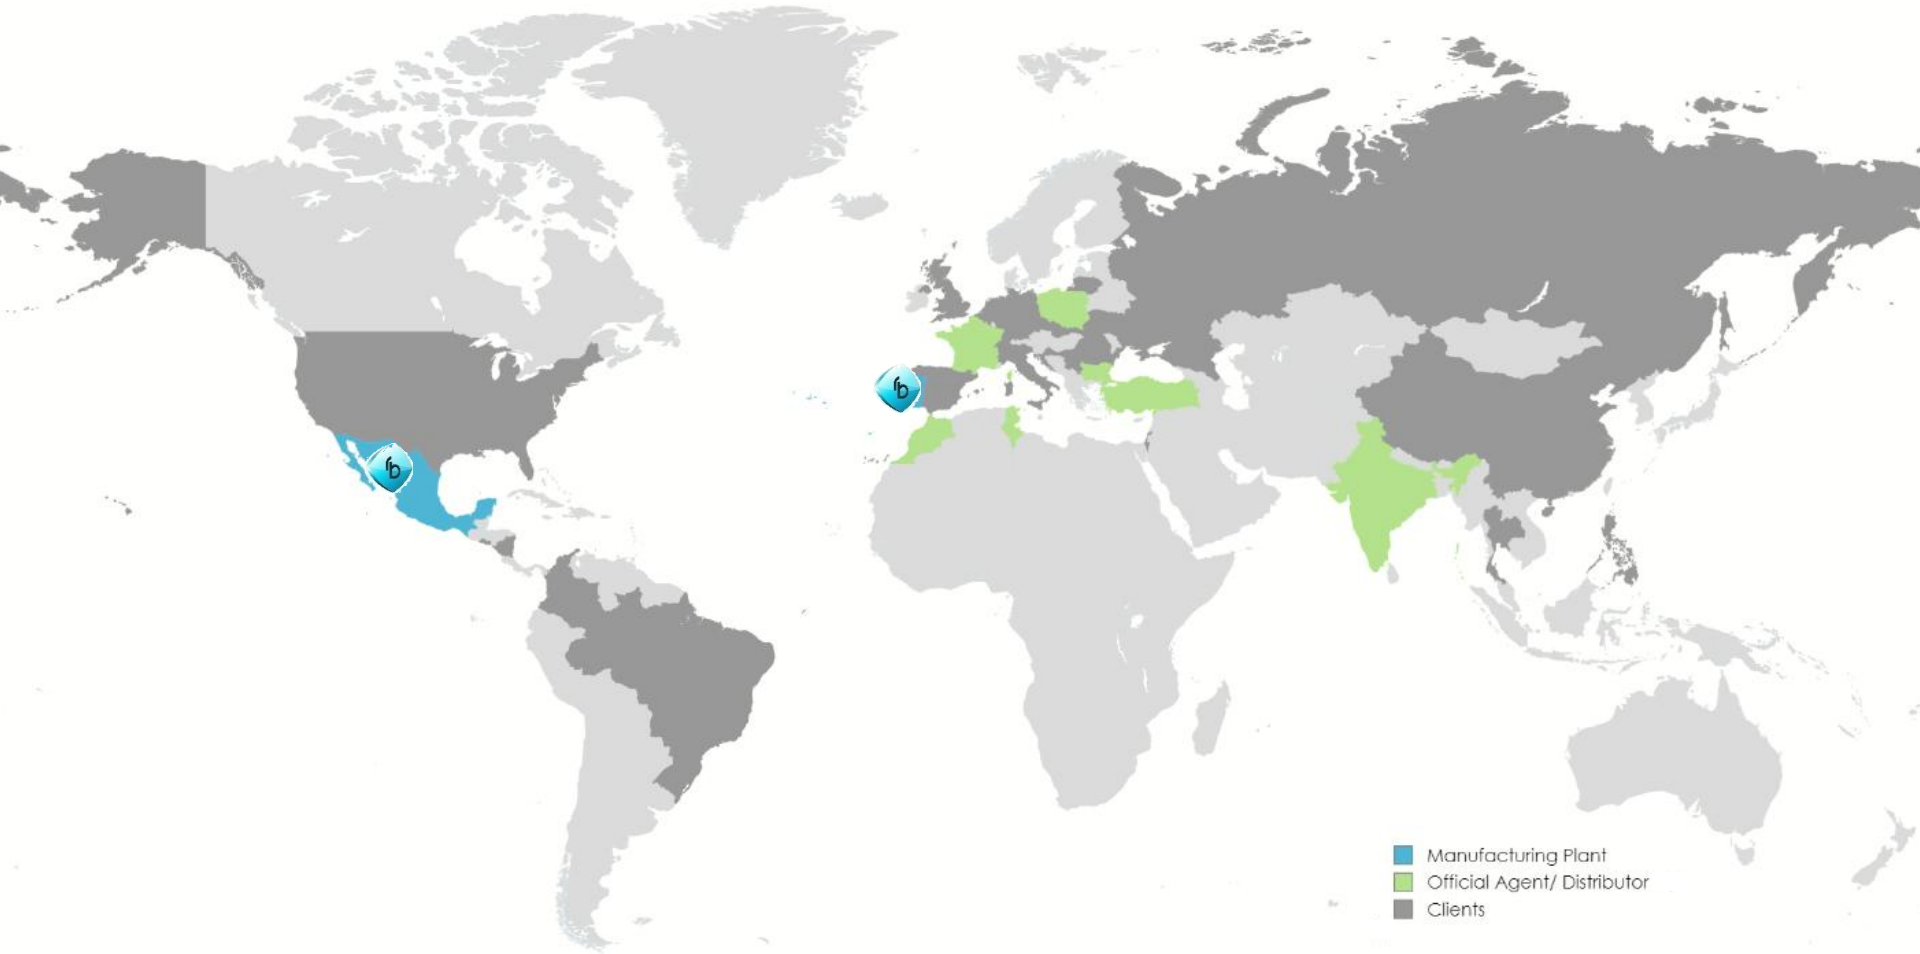 Manufacturing Plant
Official Agent/ Distributor
Clients